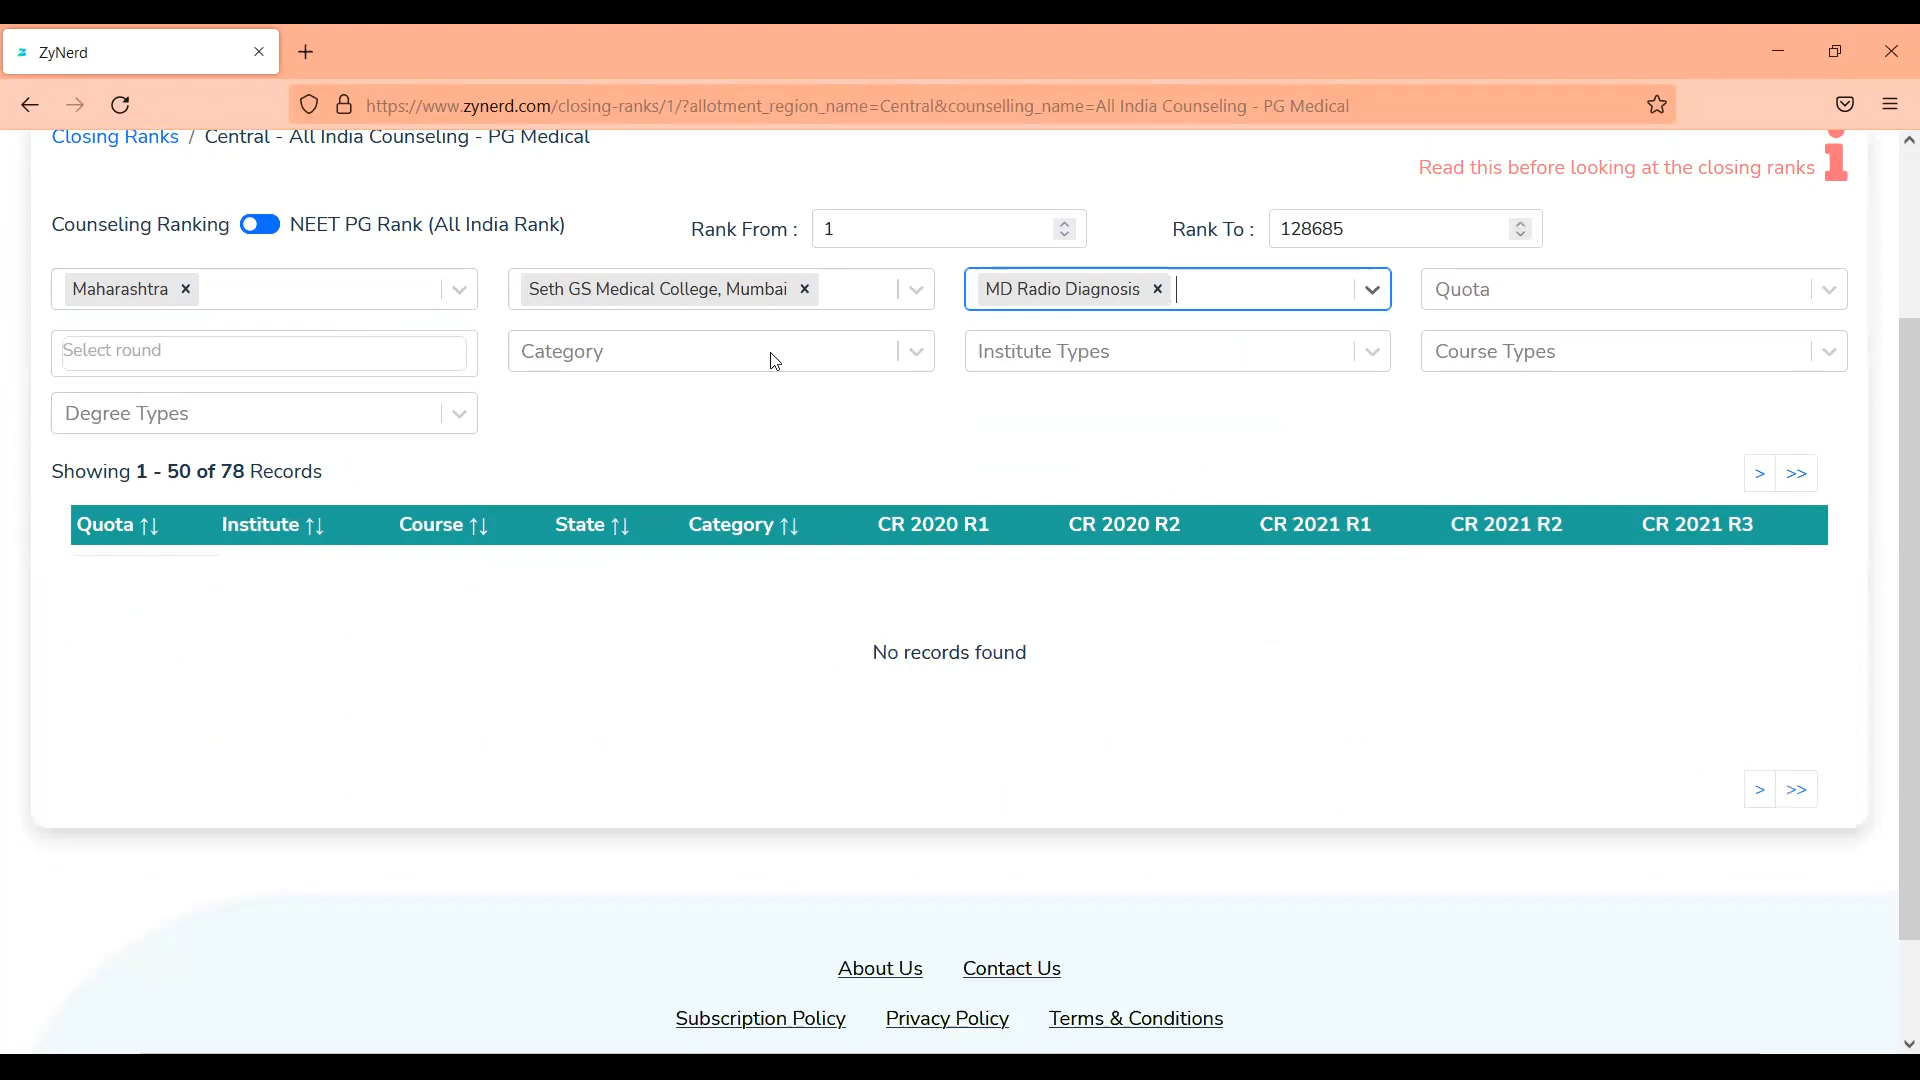 ZyNerd
https://www.zynerd.com/closing-ranks/1/?allotment_region_name=Central&counselling_name=All India Counseling - PG Medical
Closing Ranks / Central - All India Counseling - PG Medical
Read this before looking at the closing ranks
Counseling Ranking NEET PG Rank (All India Rank) Rank From : 1 Rank To : 128685
Maharashtra × Seth GS Medical College, Mumbai × MD Radio Diagnosis × Quota
Select round Category Institute Types Course Types
Degree Types
Showing 1 - 50 of 78 Records > >>
Quota ↑↓ Institute ↑↓ Course ↑↓ State ↑↓ Category ↑↓ CR 2020 R1 CR 2020 R2 CR 2021 R1 CR 2021 R2 CR 2021 R3
No records found
> >>
About Us Contact Us
Subscription Policy Privacy Policy Terms & Conditions